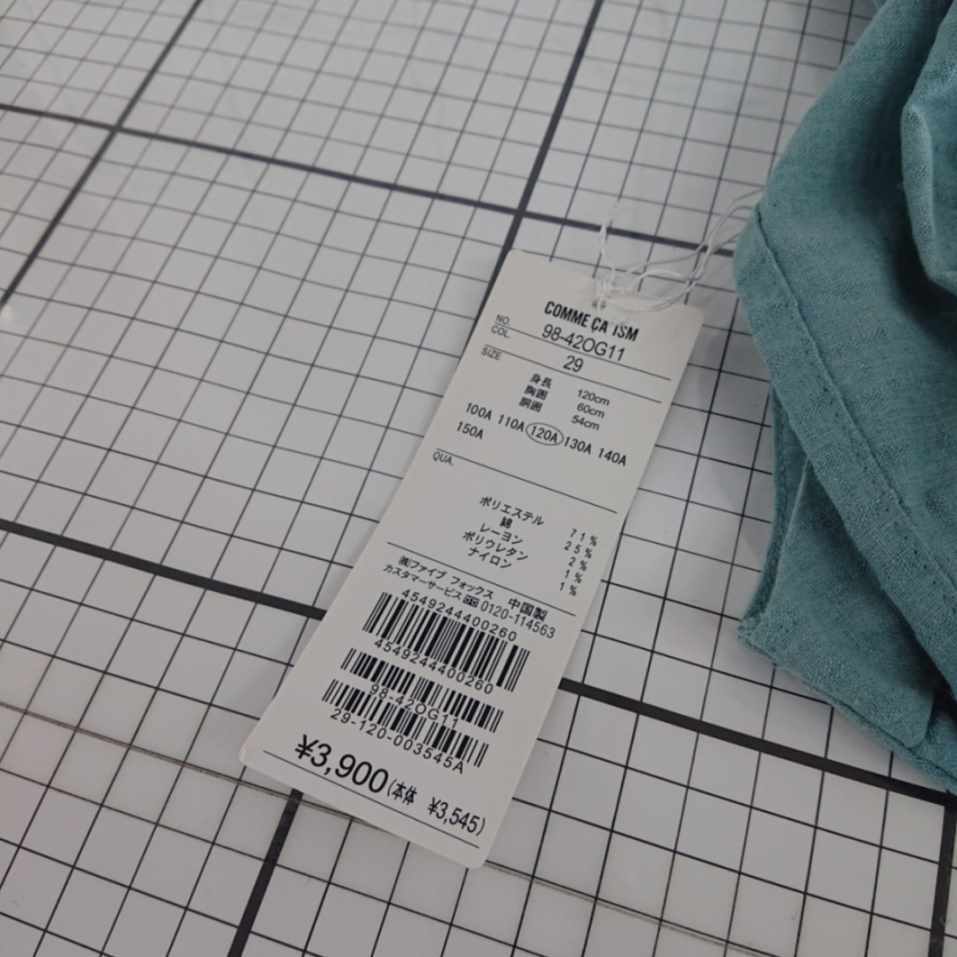 COMME ÇA ISM
NO. 98-42OG11
COL. 29
SIZE
身長 120cm
胸囲 60cm
胴囲 54cm
100A 110A 120A 130A 140A
150A
QUA.
ポリエステル 71%
綿 25%
レーヨン 2%
ポリウレタン 1%
ナイロン 1%
㈱ファイブ フォックス 中国製
カスタマーサービス 0120-114563
4549244400260
4549244400260
98-42OG11
29-120-003545A
¥3,900(本体 ¥3,545)